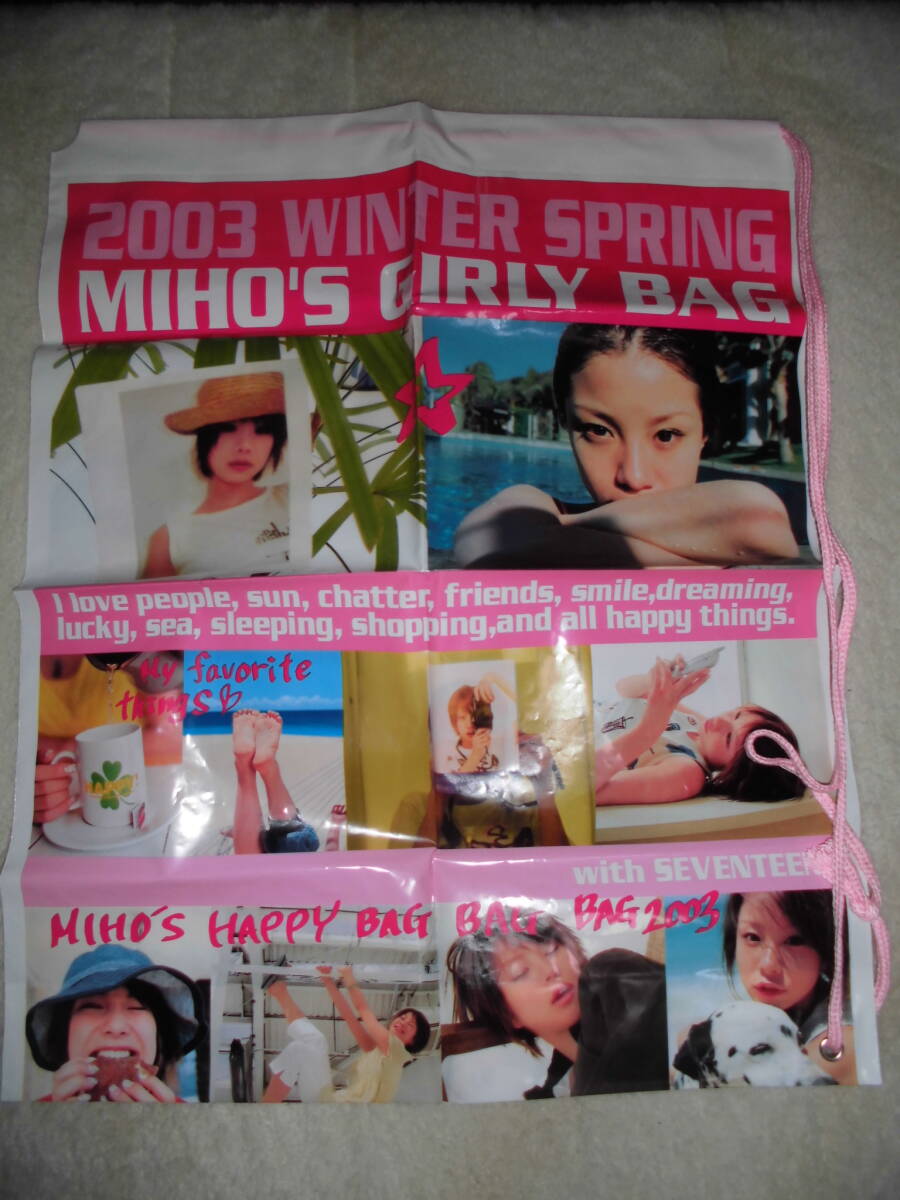 2003 WINTER SPRING
MIHO'S GIRLY BAG
I love people, sun, chatter, friends, smile,dreaming,
lucky, sea, sleeping, shopping,and all happy things.
My favorite
things
HAPPY!
with SEVENTEEN
MIHO'S HAPPY BAG BAG BAG 2003